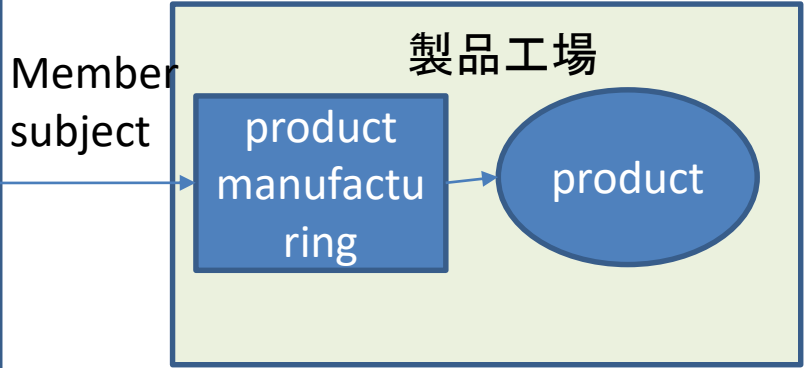 Member
subject
製品工場
product
manufactu
ring
product